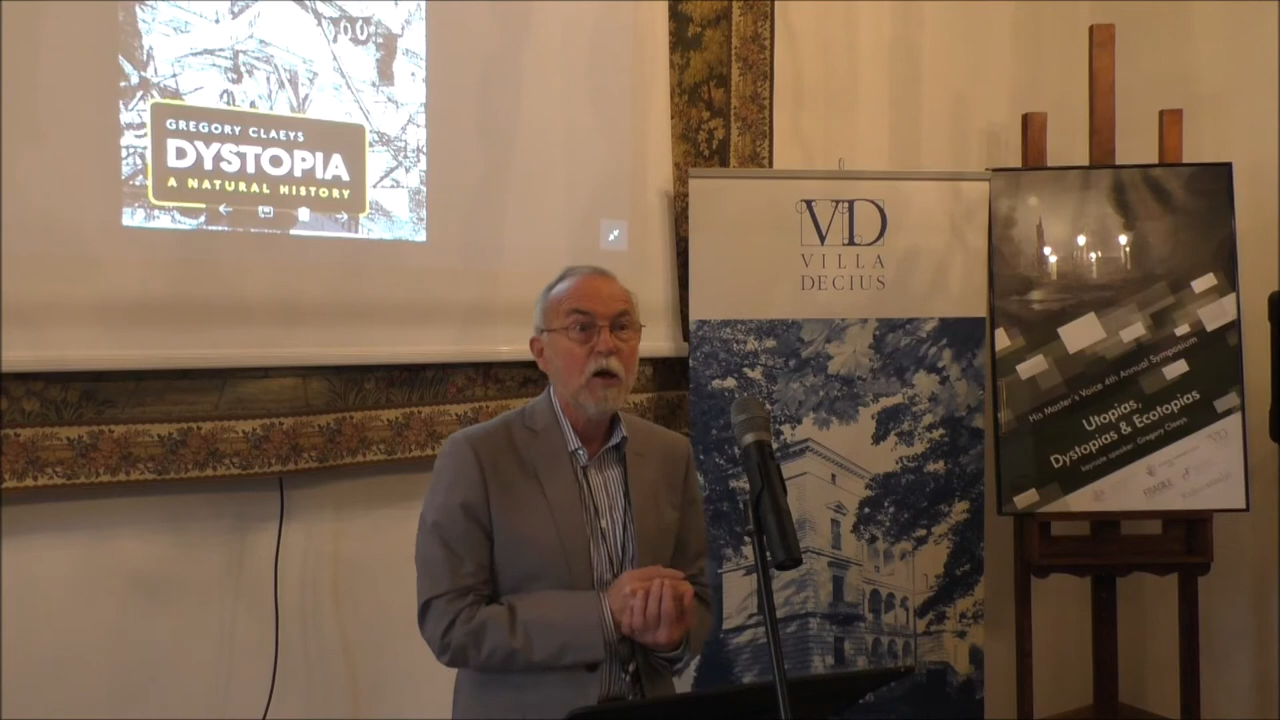 GREGORY CLAEYS
DYSTOPIA
A NATURAL HISTORY
VD
VILLA
DECIUS
His Master's Voice 4th Annual Symposium
Utopias,
Dystopias & Ecotopias
keynote speaker: Gregory Claeys
FRAGILE